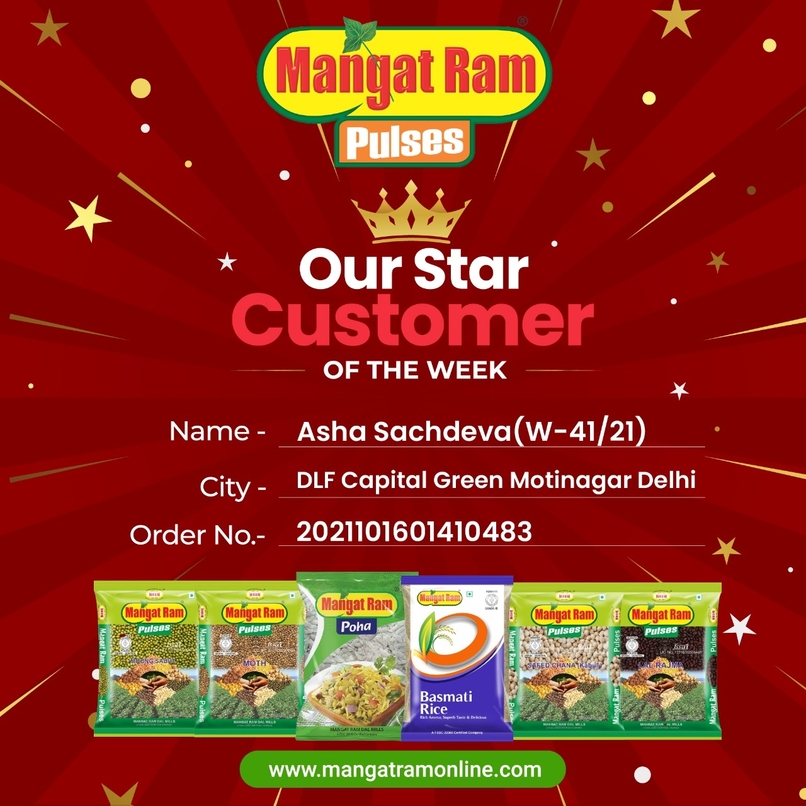 Mangat Ram
®
Pulses
Our Star
Customer
OF THE WEEK
Name - Asha Sachdeva(W-41/21)
City - DLF Capital Green Motinagar Delhi
Order No.- 2021101601410483
Mangat Ram
Pulses
Mangat Ram
Pulses
MOTH
Mangat Ram
Poha
Mangat Ram
Basmati
Rice
Mangat Ram
Pulses
Mangat Ram
Pulses
www.mangatramonline.com